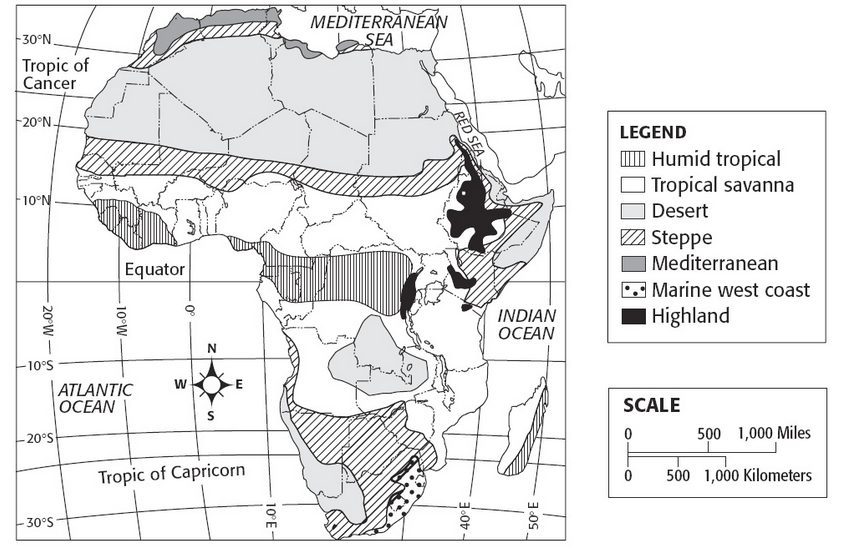 MEDITERRANEAN
SEA
30°N
Tropic of
Cancer
20°N
RED SEA
10°N
Equator
20°W
10°W
0°
INDIAN
OCEAN
10°S
N
W
E
S
ATLANTIC
OCEAN
20°S
Tropic of Capricorn
10°E
40°E
50°E
30°S
LEGEND
Humid tropical
Tropical savanna
Desert
Steppe
Mediterranean
Marine west coast
Highland
SCALE
0 500 1,000 Miles
0 500 1,000 Kilometers